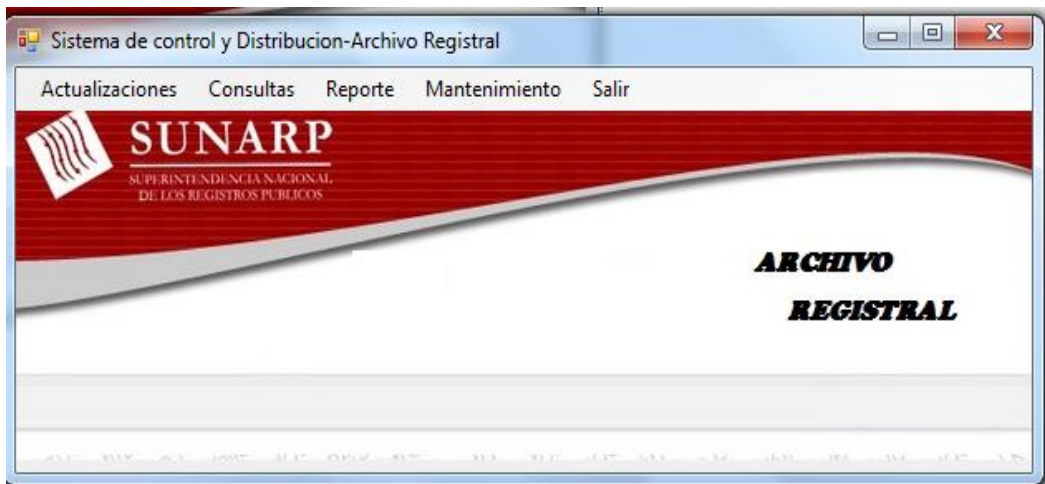 Sistema de control y Distribucion-Archivo Registral
Actualizaciones Consultas Reporte Mantenimiento Salir
SUNARP
SUPERINTENDENCIA NACIONAL
DE LOS REGISTROS PUBLICOS
ARCHIVO
REGISTRAL